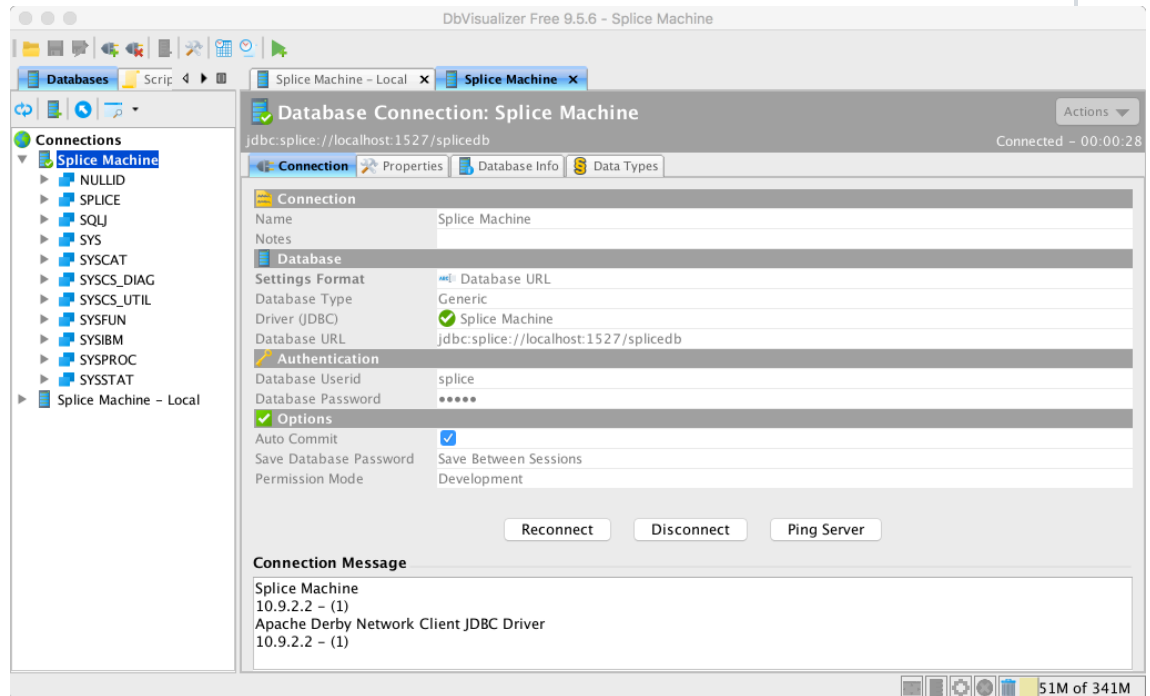 DbVisualizer Free 9.5.6 - Splice Machine
Databases Scrip Splice Machine – Local Splice Machine
Database Connection: Splice Machine Actions
jdbc:splice://localhost:1527/splicedb Connected – 00:00:28
Connections
Splice Machine
NULLID
SPLICE
SQLJ
SYS
SYSCAT
SYSCS_DIAG
SYSCS_UTIL
SYSFUN
SYSIBM
SYSPROC
SYSSTAT
Splice Machine – Local
Connection Properties Database Info Data Types
Connection
Name Splice Machine
Notes
Database
Settings Format Database URL
Database Type Generic
Driver (JDBC) Splice Machine
Database URL jdbc:splice://localhost:1527/splicedb
Authentication
Database Userid splice
Database Password •••••
Options
Auto Commit
Save Database Password Save Between Sessions
Permission Mode Development
Reconnect Disconnect Ping Server
Connection Message
Splice Machine
10.9.2.2 – (1)
Apache Derby Network Client JDBC Driver
10.9.2.2 – (1)
51M of 341M